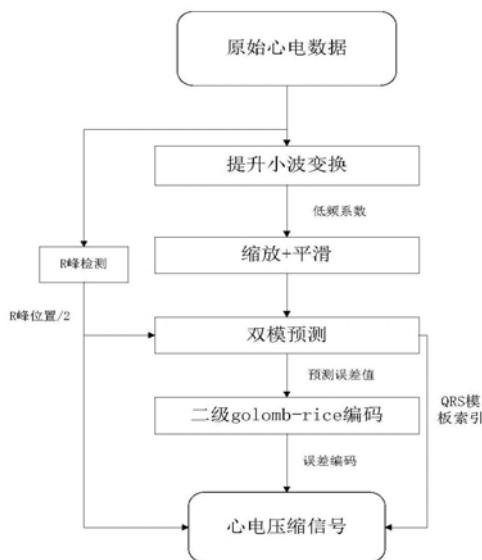 原始心电数据
提升小波变换
低频系数
缩放+平滑
R峰检测
R峰位置/2
双模预测
预测误差值
QRS模
板索引
二级golomb-rice编码
误差编码
心电压缩信号